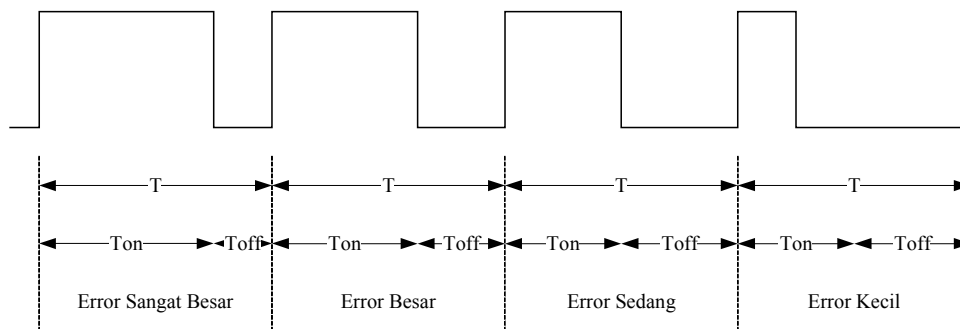 T T T T
Ton Toff Ton Toff Ton Toff Ton Toff
Error Sangat Besar Error Besar Error Sedang Error Kecil